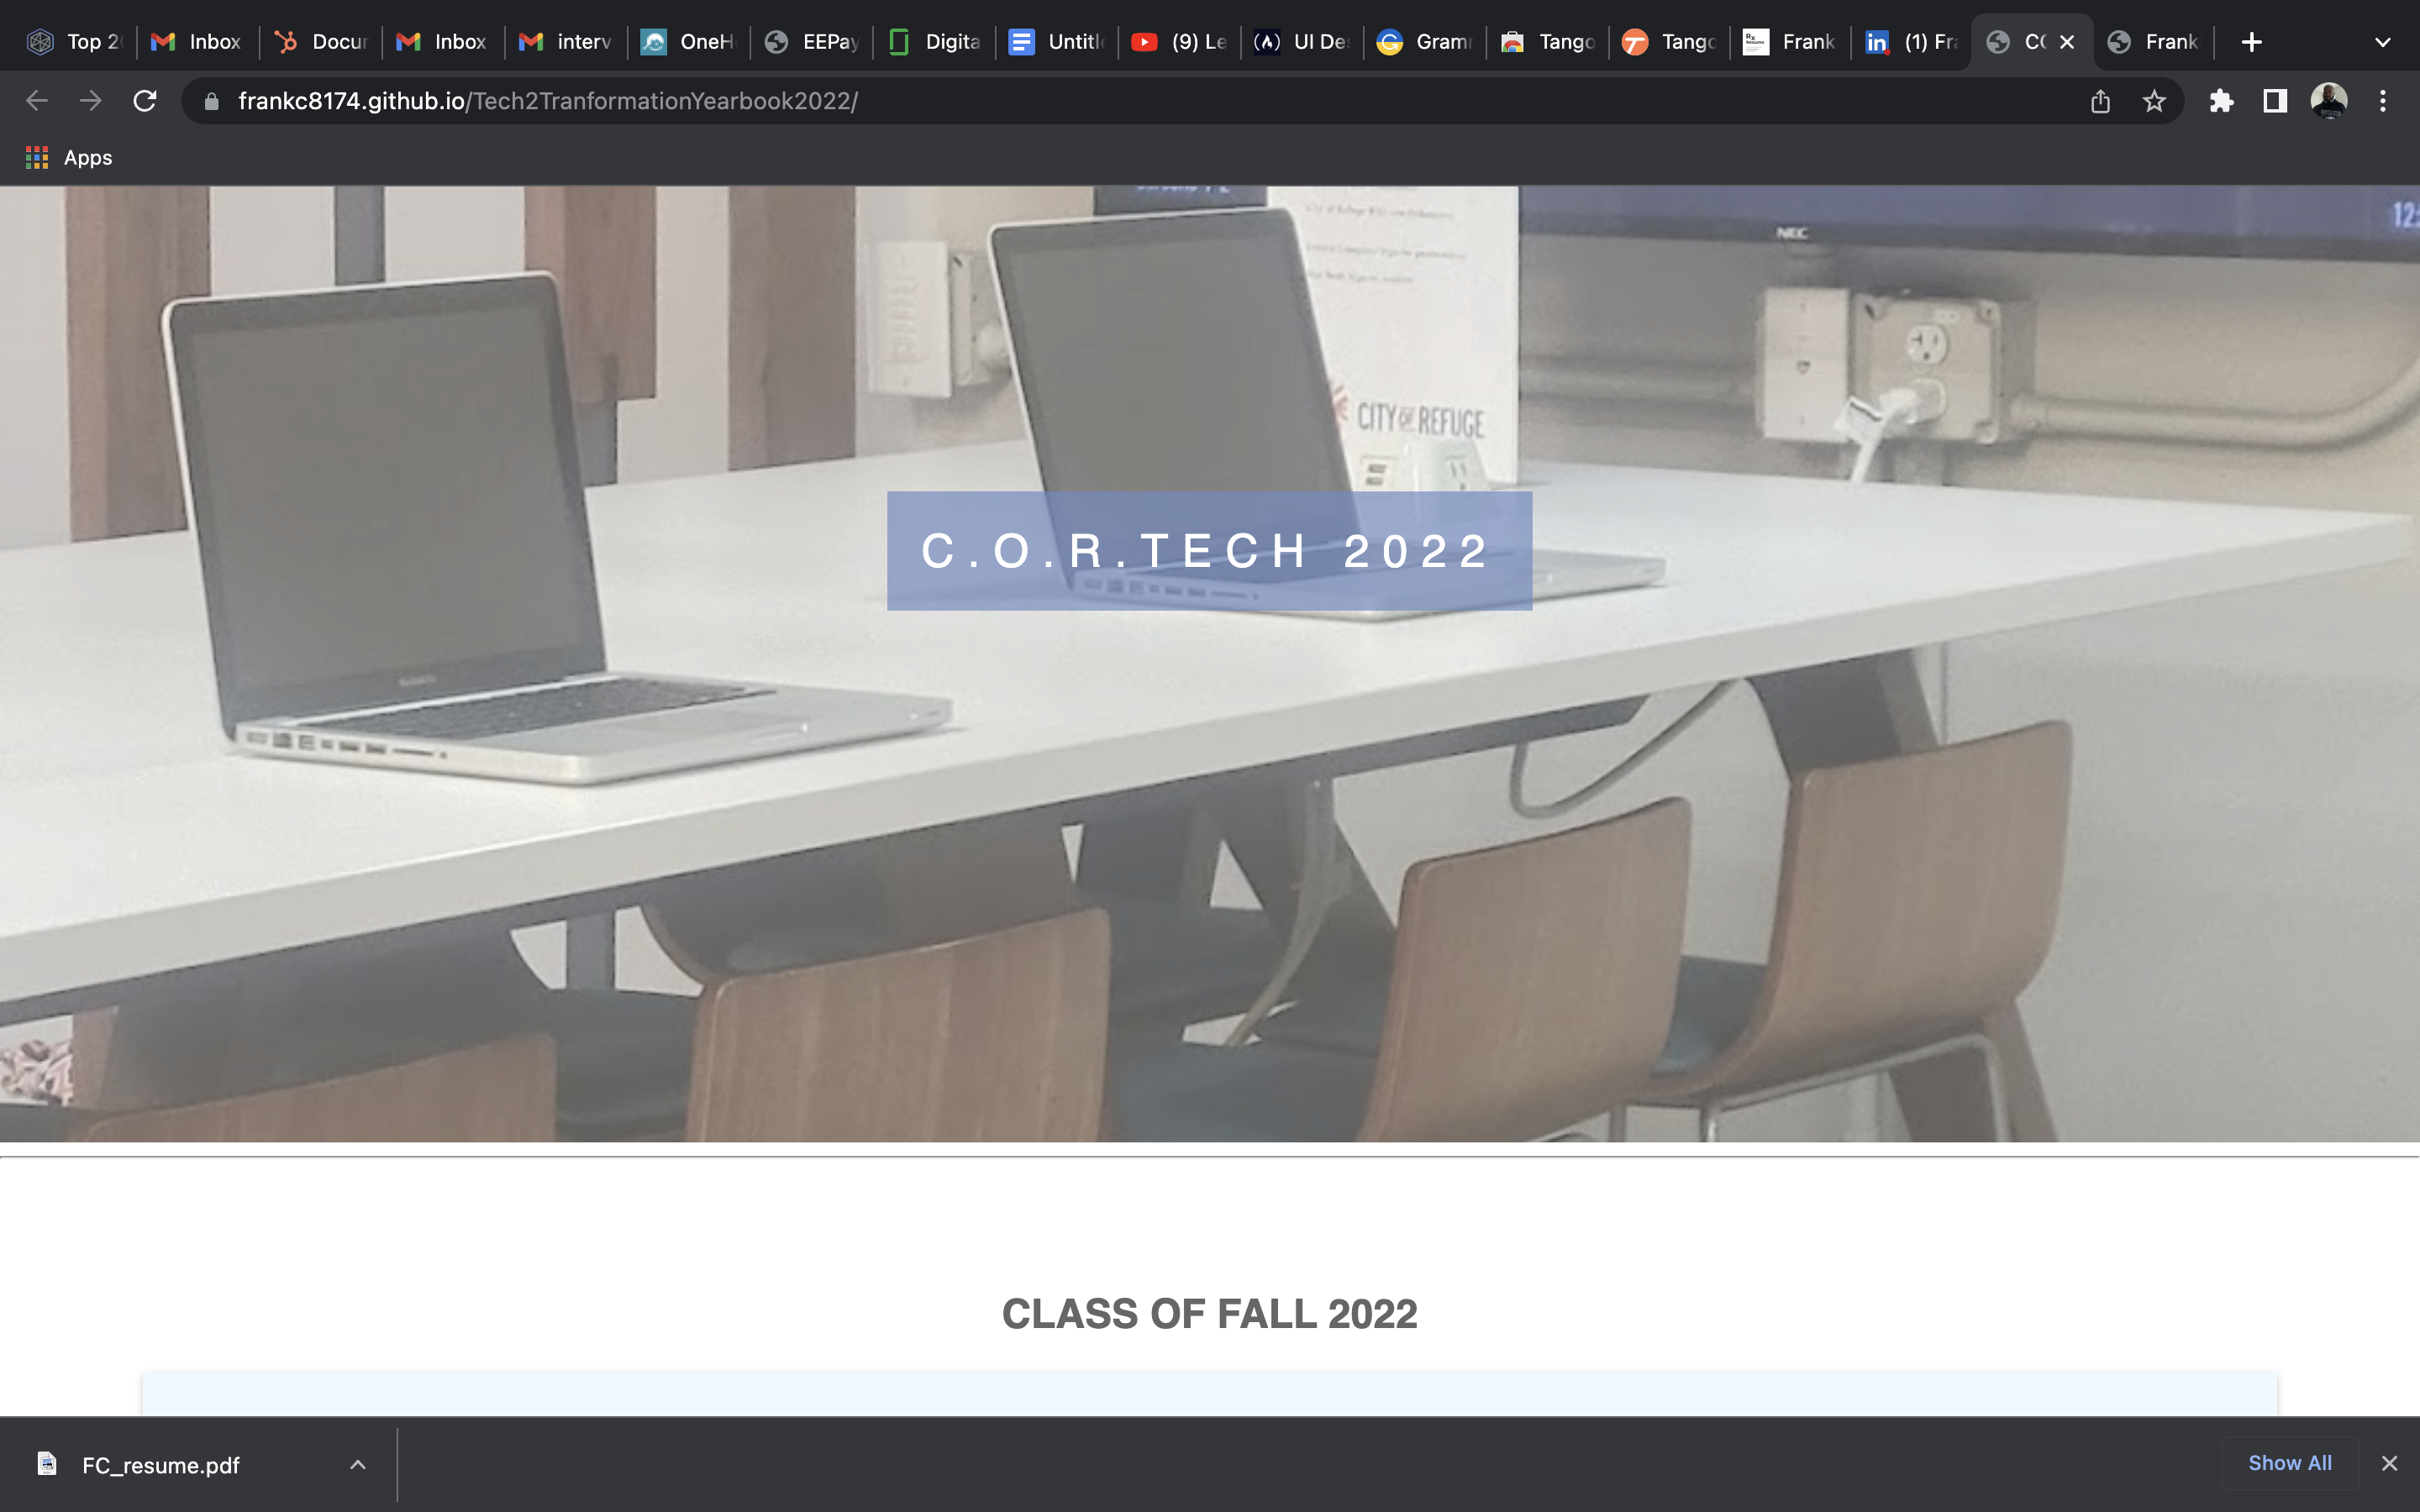 Top 2
Inbox
Docur
Inbox
interv
OneH
EEPay
Digita
Untitl
(9) Le
UI De
Gram
Tango
Tango
Frank
(1) Fr
CO
Frank
frankc8174.github.io/Tech2TranformationYearbook2022/
Apps
NEC
12:
CITY OF REFUGE
C.O.R.TECH 2022
CLASS OF FALL 2022
FC_resume.pdf
Show All